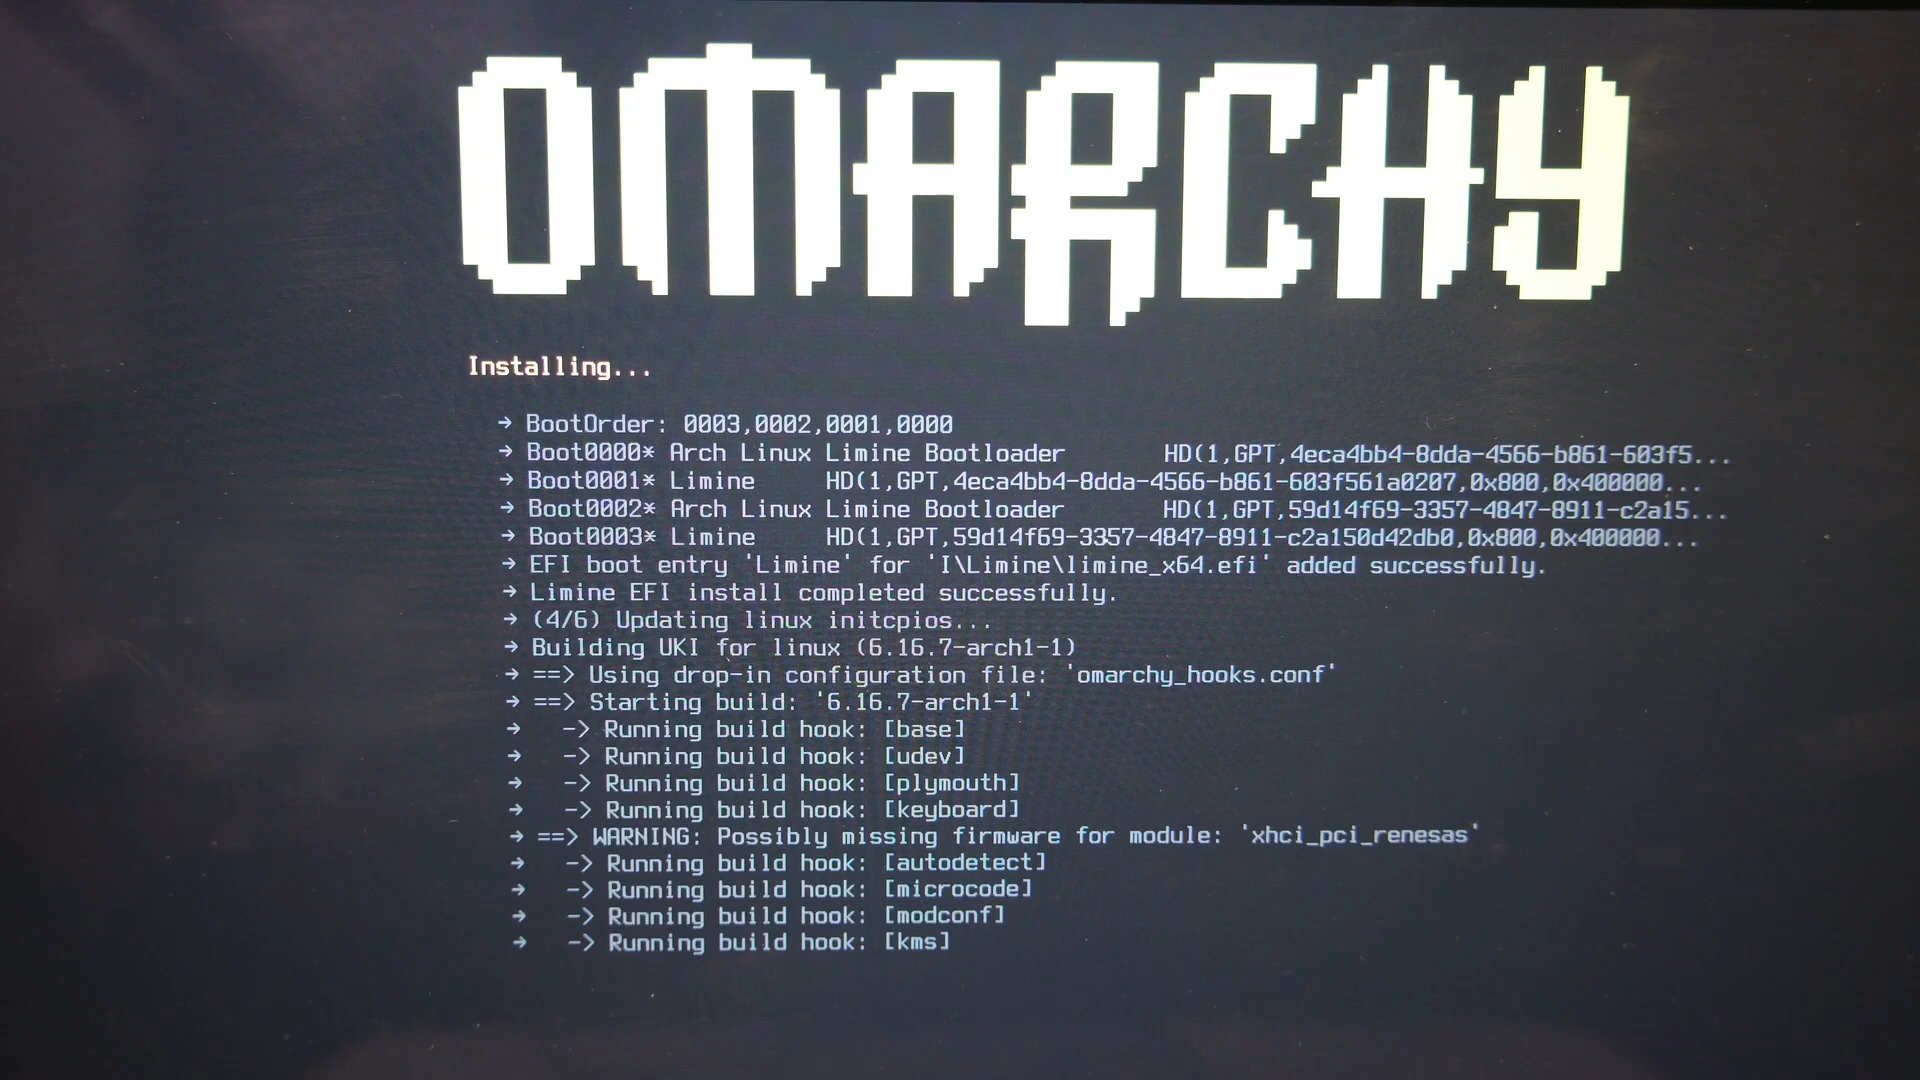 OMARCHY
Installing...
→ BootOrder: 0003,0002,0001,0000
→ Boot0000* Arch Linux Limine Bootloader HD(1,GPT,4eca4bb4-8dda-4566-b861-603f5...
→ Boot0001* Limine HD(1,GPT,4eca4bb4-8dda-4566-b861-603f561a0207,0x800,0x400000...
→ Boot0002* Arch Linux Limine Bootloader HD(1,GPT,59d14f69-3357-4847-8911-c2a15...
→ Boot0003* Limine HD(1,GPT,59d14f69-3357-4847-8911-c2a150d42db0,0x800,0x400000...
→ EFI boot entry 'Limine' for 'I\Limine\limine_x64.efi' added successfully.
→ Limine EFI install completed successfully.
→ (4/6) Updating linux initcpios...
→ Building UKI for linux (6.16.7-arch1-1)
→ ==> Using drop-in configuration file: 'omarchy_hooks.conf'
→ ==> Starting build: '6.16.7-arch1-1'
→ -> Running build hook: [base]
→ -> Running build hook: [udev]
→ -> Running build hook: [plymouth]
→ -> Running build hook: [keyboard]
→ ==> WARNING: Possibly missing firmware for module: 'xhci_pci_renesas'
→ -> Running build hook: [autodetect]
→ -> Running build hook: [microcode]
→ -> Running build hook: [modconf]
→ -> Running build hook: [kms]